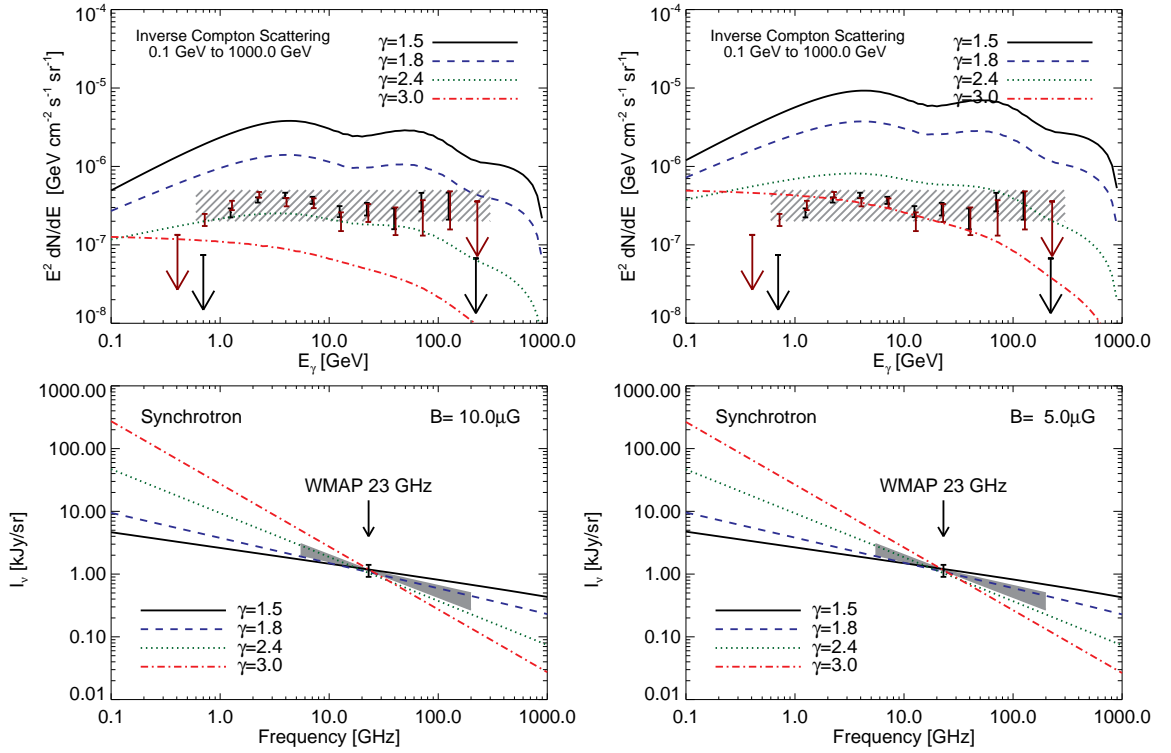 Inverse Compton Scattering
0.1 GeV to 1000.0 GeV
γ=1.5
γ=1.8
γ=2.4
γ=3.0
10⁻⁴
10⁻⁵
10⁻⁶
10⁻⁷
10⁻⁸
E² dN/dE [GeV cm⁻² s⁻¹ sr⁻¹]
0.1
1.0
10.0
100.0
1000.0
E_γ [GeV]
Inverse Compton Scattering
0.1 GeV to 1000.0 GeV
γ=1.5
γ=1.8
γ=2.4
γ=3.0
10⁻⁴
10⁻⁵
10⁻⁶
10⁻⁷
10⁻⁸
E² dN/dE [GeV cm⁻² s⁻¹ sr⁻¹]
0.1
1.0
10.0
100.0
1000.0
E_γ [GeV]
Synchrotron
B= 10.0μG
WMAP 23 GHz
γ=1.5
γ=1.8
γ=2.4
γ=3.0
1000.00
100.00
10.00
1.00
0.10
0.01
I_ν [kJy/sr]
0.1
1.0
10.0
100.0
1000.0
Frequency [GHz]
Synchrotron
B= 5.0μG
WMAP 23 GHz
γ=1.5
γ=1.8
γ=2.4
γ=3.0
1000.00
100.00
10.00
1.00
0.10
0.01
I_ν [kJy/sr]
0.1
1.0
10.0
100.0
1000.0
Frequency [GHz]